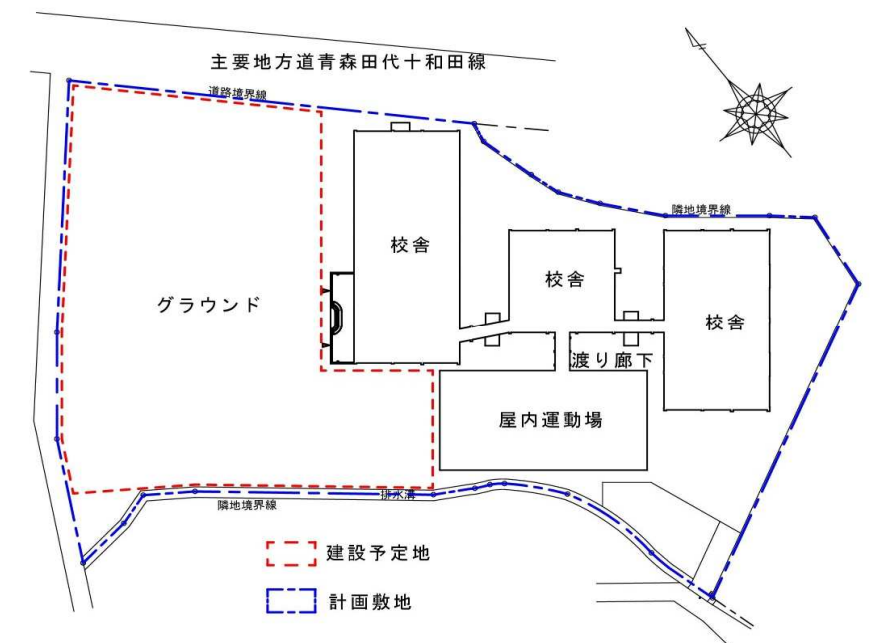 主要地方道青森田代十和田線
道路境界線
隣地境界線
校舎
校舎
グラウンド
校舎
渡り廊下
屋内運動場
排水溝
隣地境界線
建設予定地
計画敷地